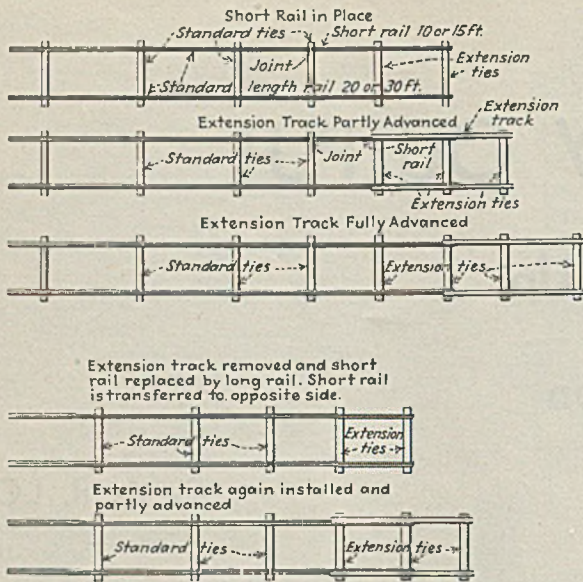 Short Rail in Place
Standard ties Short rail 10 or 15 ft.
Joint Extension
Standard length rail 20 or 30 ft. ties
Extension Track Partly Advanced Extension
track
Standard ties Joint Short
rail
Extension ties
Extension Track Fully Advanced
Standard ties Extension ties
Extension track removed and short
rail replaced by long rail. Short rail
is transferred to opposite side.
Standard ties Extension
ties
Extension track again installed and
partly advanced
Standard ties Extension ties